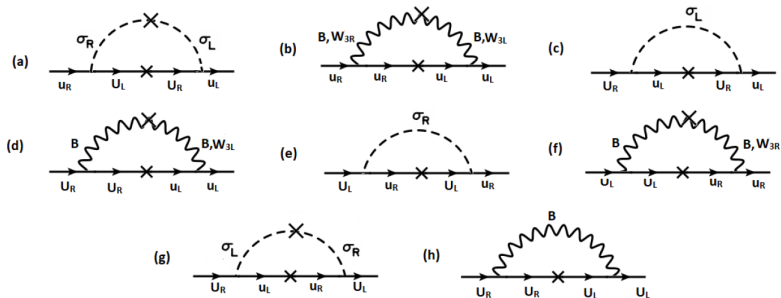 (a) σR σL uR UL UR uL
(b) B,W3R B,W3L uR uR uL uL
(c) σL UR uL UR uL
(d) B B,W3L UR UR uL uL
(e) σR UL uR UL uR
(f) B B,W3R UL UL uR uR
(g) σL σR UR uL uR UL
(h) B UR UR UL UL